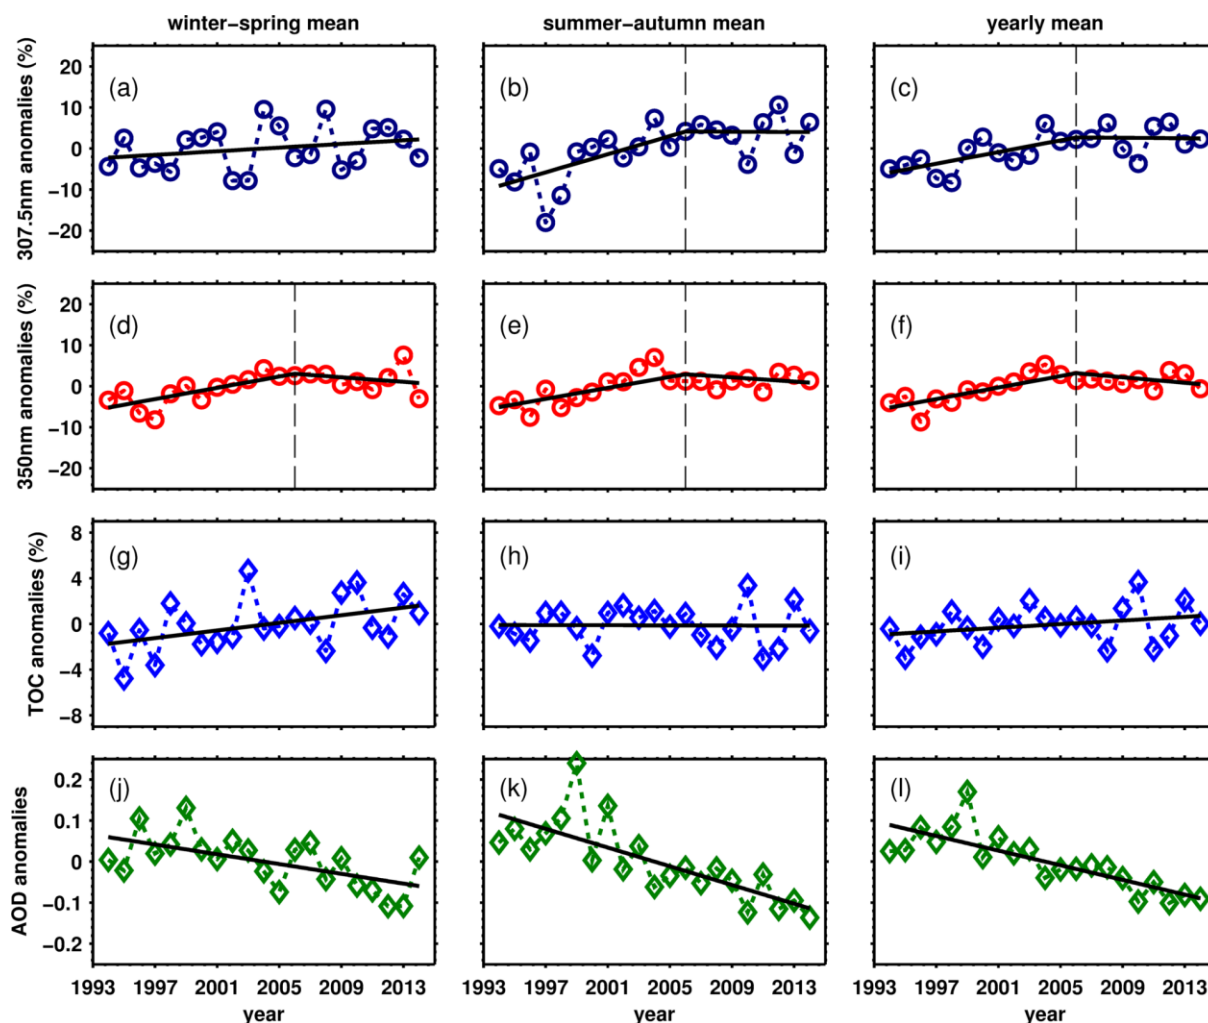 winter−spring mean
summer−autumn mean
yearly mean
307.5nm anomalies (%)
20
10
0
−10
−20
(a)
(b)
(c)
350nm anomalies (%)
20
10
0
−10
−20
(d)
(e)
(f)
TOC anomalies (%)
8
4
0
−4
−8
(g)
(h)
(i)
AOD anomalies
0.2
0.1
0
−0.1
−0.2
(j)
(k)
(l)
1993 1997 2001 2005 2009 2013
1993 1997 2001 2005 2009 2013
1993 1997 2001 2005 2009 2013
year
year
year